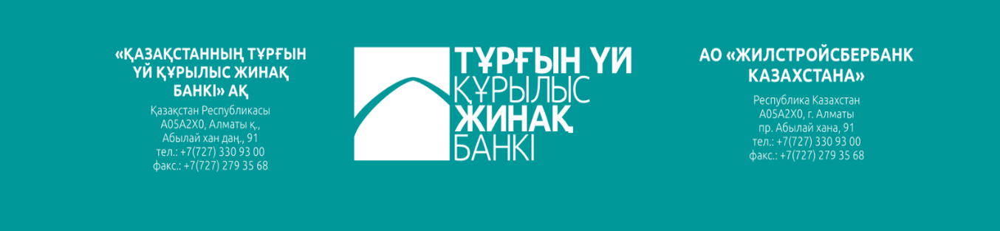 «ҚАЗАҚСТАННЫҢ ТҰРҒЫН
ҮЙ ҚҰРЫЛЫС ЖИНАҚ
БАНКІ» АҚ
Қазақстан Республикасы
A05A2X0, Алматы қ.,
Абылай хан даң., 91
тел.: +7(727) 330 93 00
факс.: +7(727) 279 35 68
ТҰРҒЫН ҮЙ
ҚҰРЫЛЫС
ЖИНАҚ
БАНКІ
АО «ЖИЛСТРОЙСБЕРБАНК
КАЗАХСТАНА»
Республика Казахстан
A05A2X0, г. Алматы
пр. Абылай хана, 91
тел.: +7(727) 330 93 00
факс.: +7(727) 279 35 68